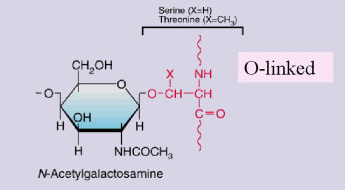 Serine (X=H)
Threonine (X=CH₃)
O-linked
CH₂OH
X
NH
–O
O
O–CH–CH
OH
C=O
H
H
H
NHCOCH₃
N-Acetylgalactosamine